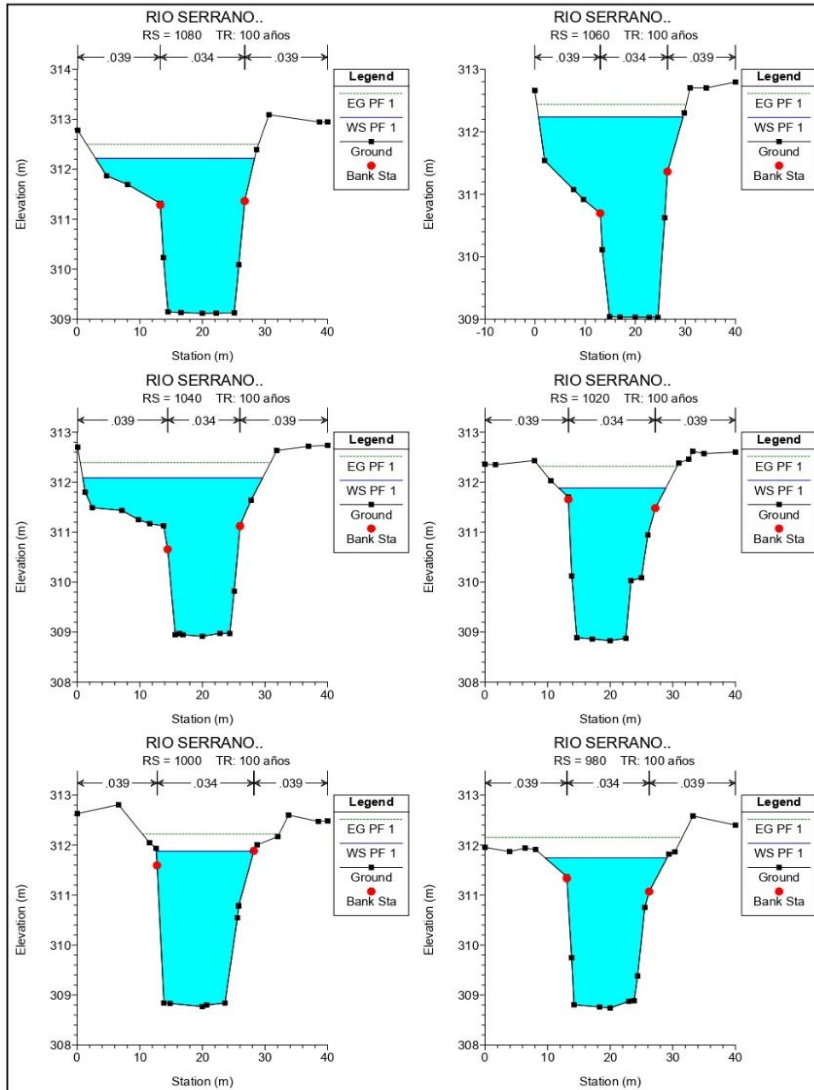 RIO SERRANO..
RS = 1080 TR: 100 años
.039 .034 .039
Legend
EG PF 1
WS PF 1
Ground
Bank Sta
314
313
312
311
310
309
0 10 20 30 40
Elevation (m)
Station (m)
RIO SERRANO..
RS = 1060 TR: 100 años
.039 .034 .039
Legend
EG PF 1
WS PF 1
Ground
Bank Sta
313
312
311
310
309
-10 0 10 20 30 40
Elevation (m)
Station (m)
RIO SERRANO..
RS = 1040 TR: 100 años
.039 .034 .039
Legend
EG PF 1
WS PF 1
Ground
Bank Sta
313
312
311
310
309
308
0 10 20 30 40
Elevation (m)
Station (m)
RIO SERRANO..
RS = 1020 TR: 100 años
.039 .034 .039
Legend
EG PF 1
WS PF 1
Ground
Bank Sta
313
312
311
310
309
308
0 10 20 30 40
Elevation (m)
Station (m)
RIO SERRANO..
RS = 1000 TR: 100 años
.039 .034 .039
Legend
EG PF 1
WS PF 1
Ground
Bank Sta
313
312
311
310
309
308
0 10 20 30 40
Elevation (m)
Station (m)
RIO SERRANO..
RS = 980 TR: 100 años
.039 .034 .039
Legend
EG PF 1
WS PF 1
Ground
Bank Sta
313
312
311
310
309
308
0 10 20 30 40
Elevation (m)
Station (m)